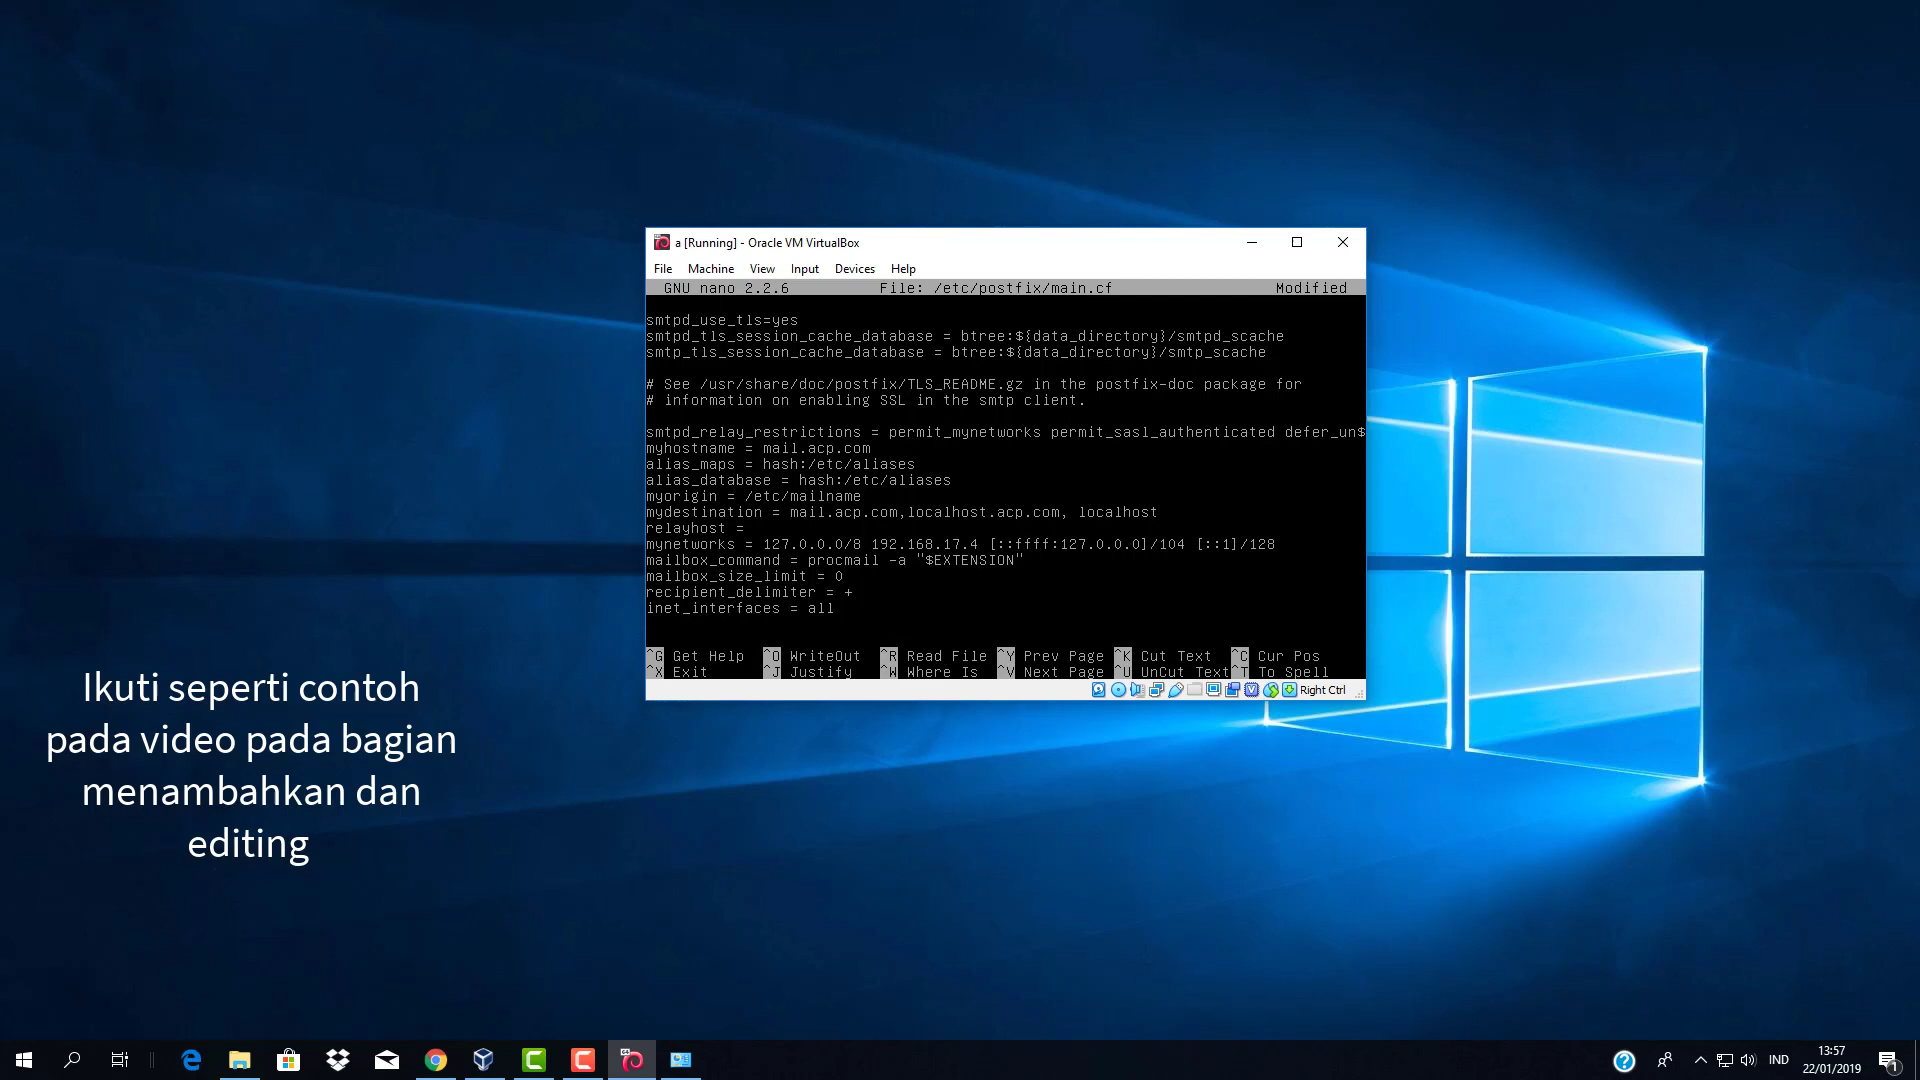 a [Running] - Oracle VM VirtualBox
File Machine View Input Devices Help
GNU nano 2.2.6 File: /etc/postfix/main.cf Modified
smtpd_use_tls=yes
smtpd_tls_session_cache_database = btree:${data_directory}/smtpd_scache
smtp_tls_session_cache_database = btree:${data_directory}/smtp_scache
# See /usr/share/doc/postfix/TLS_README.gz in the postfix-doc package for
# information on enabling SSL in the smtp client.
smtpd_relay_restrictions = permit_mynetworks permit_sasl_authenticated defer_un$
myhostname = mail.acp.com
alias_maps = hash:/etc/aliases
alias_database = hash:/etc/aliases
myorigin = /etc/mailname
mydestination = mail.acp.com,localhost.acp.com, localhost
relayhost =
mynetworks = 127.0.0.0/8 192.168.17.4 [::ffff:127.0.0.0]/104 [::1]/128
mailbox_command = procmail -a "$EXTENSION"
mailbox_size_limit = 0
recipient_delimiter = +
inet_interfaces = all
^G Get Help ^O WriteOut ^R Read File ^Y Prev Page ^K Cut Text ^C Cur Pos
^X Exit ^J Justify ^W Where Is ^V Next Page ^U UnCut Text ^T To Spell
Right Ctrl
Ikuti seperti contoh
pada video pada bagian
menambahkan dan
editing
IND
13:57
22/01/2019
1